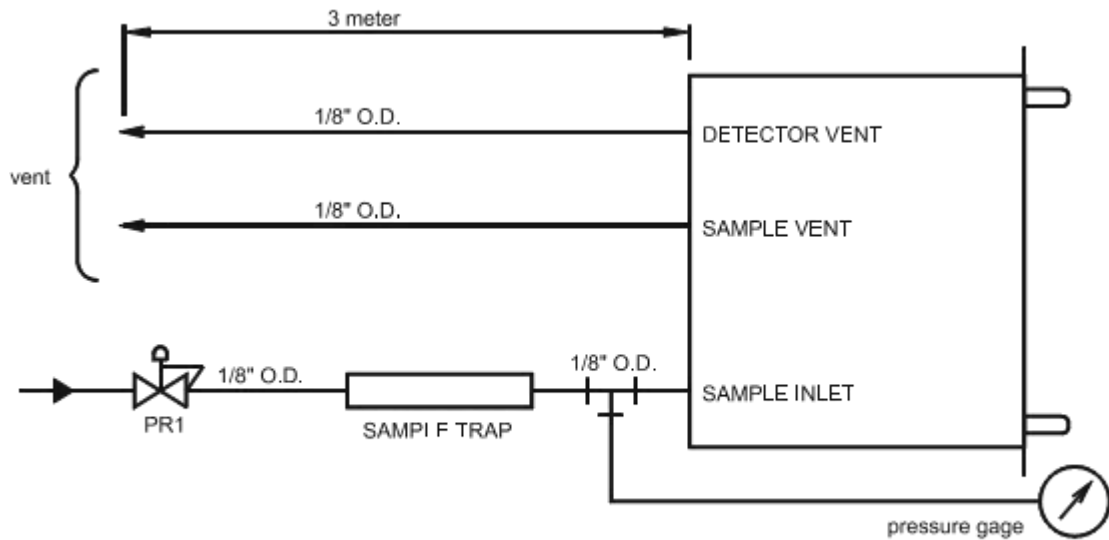 3 meter
1/8" O.D.
DETECTOR VENT
vent
1/8" O.D.
SAMPLE VENT
1/8" O.D.
1/8" O.D.
SAMPLE INLET
PR1
SAMPI F TRAP
pressure gage